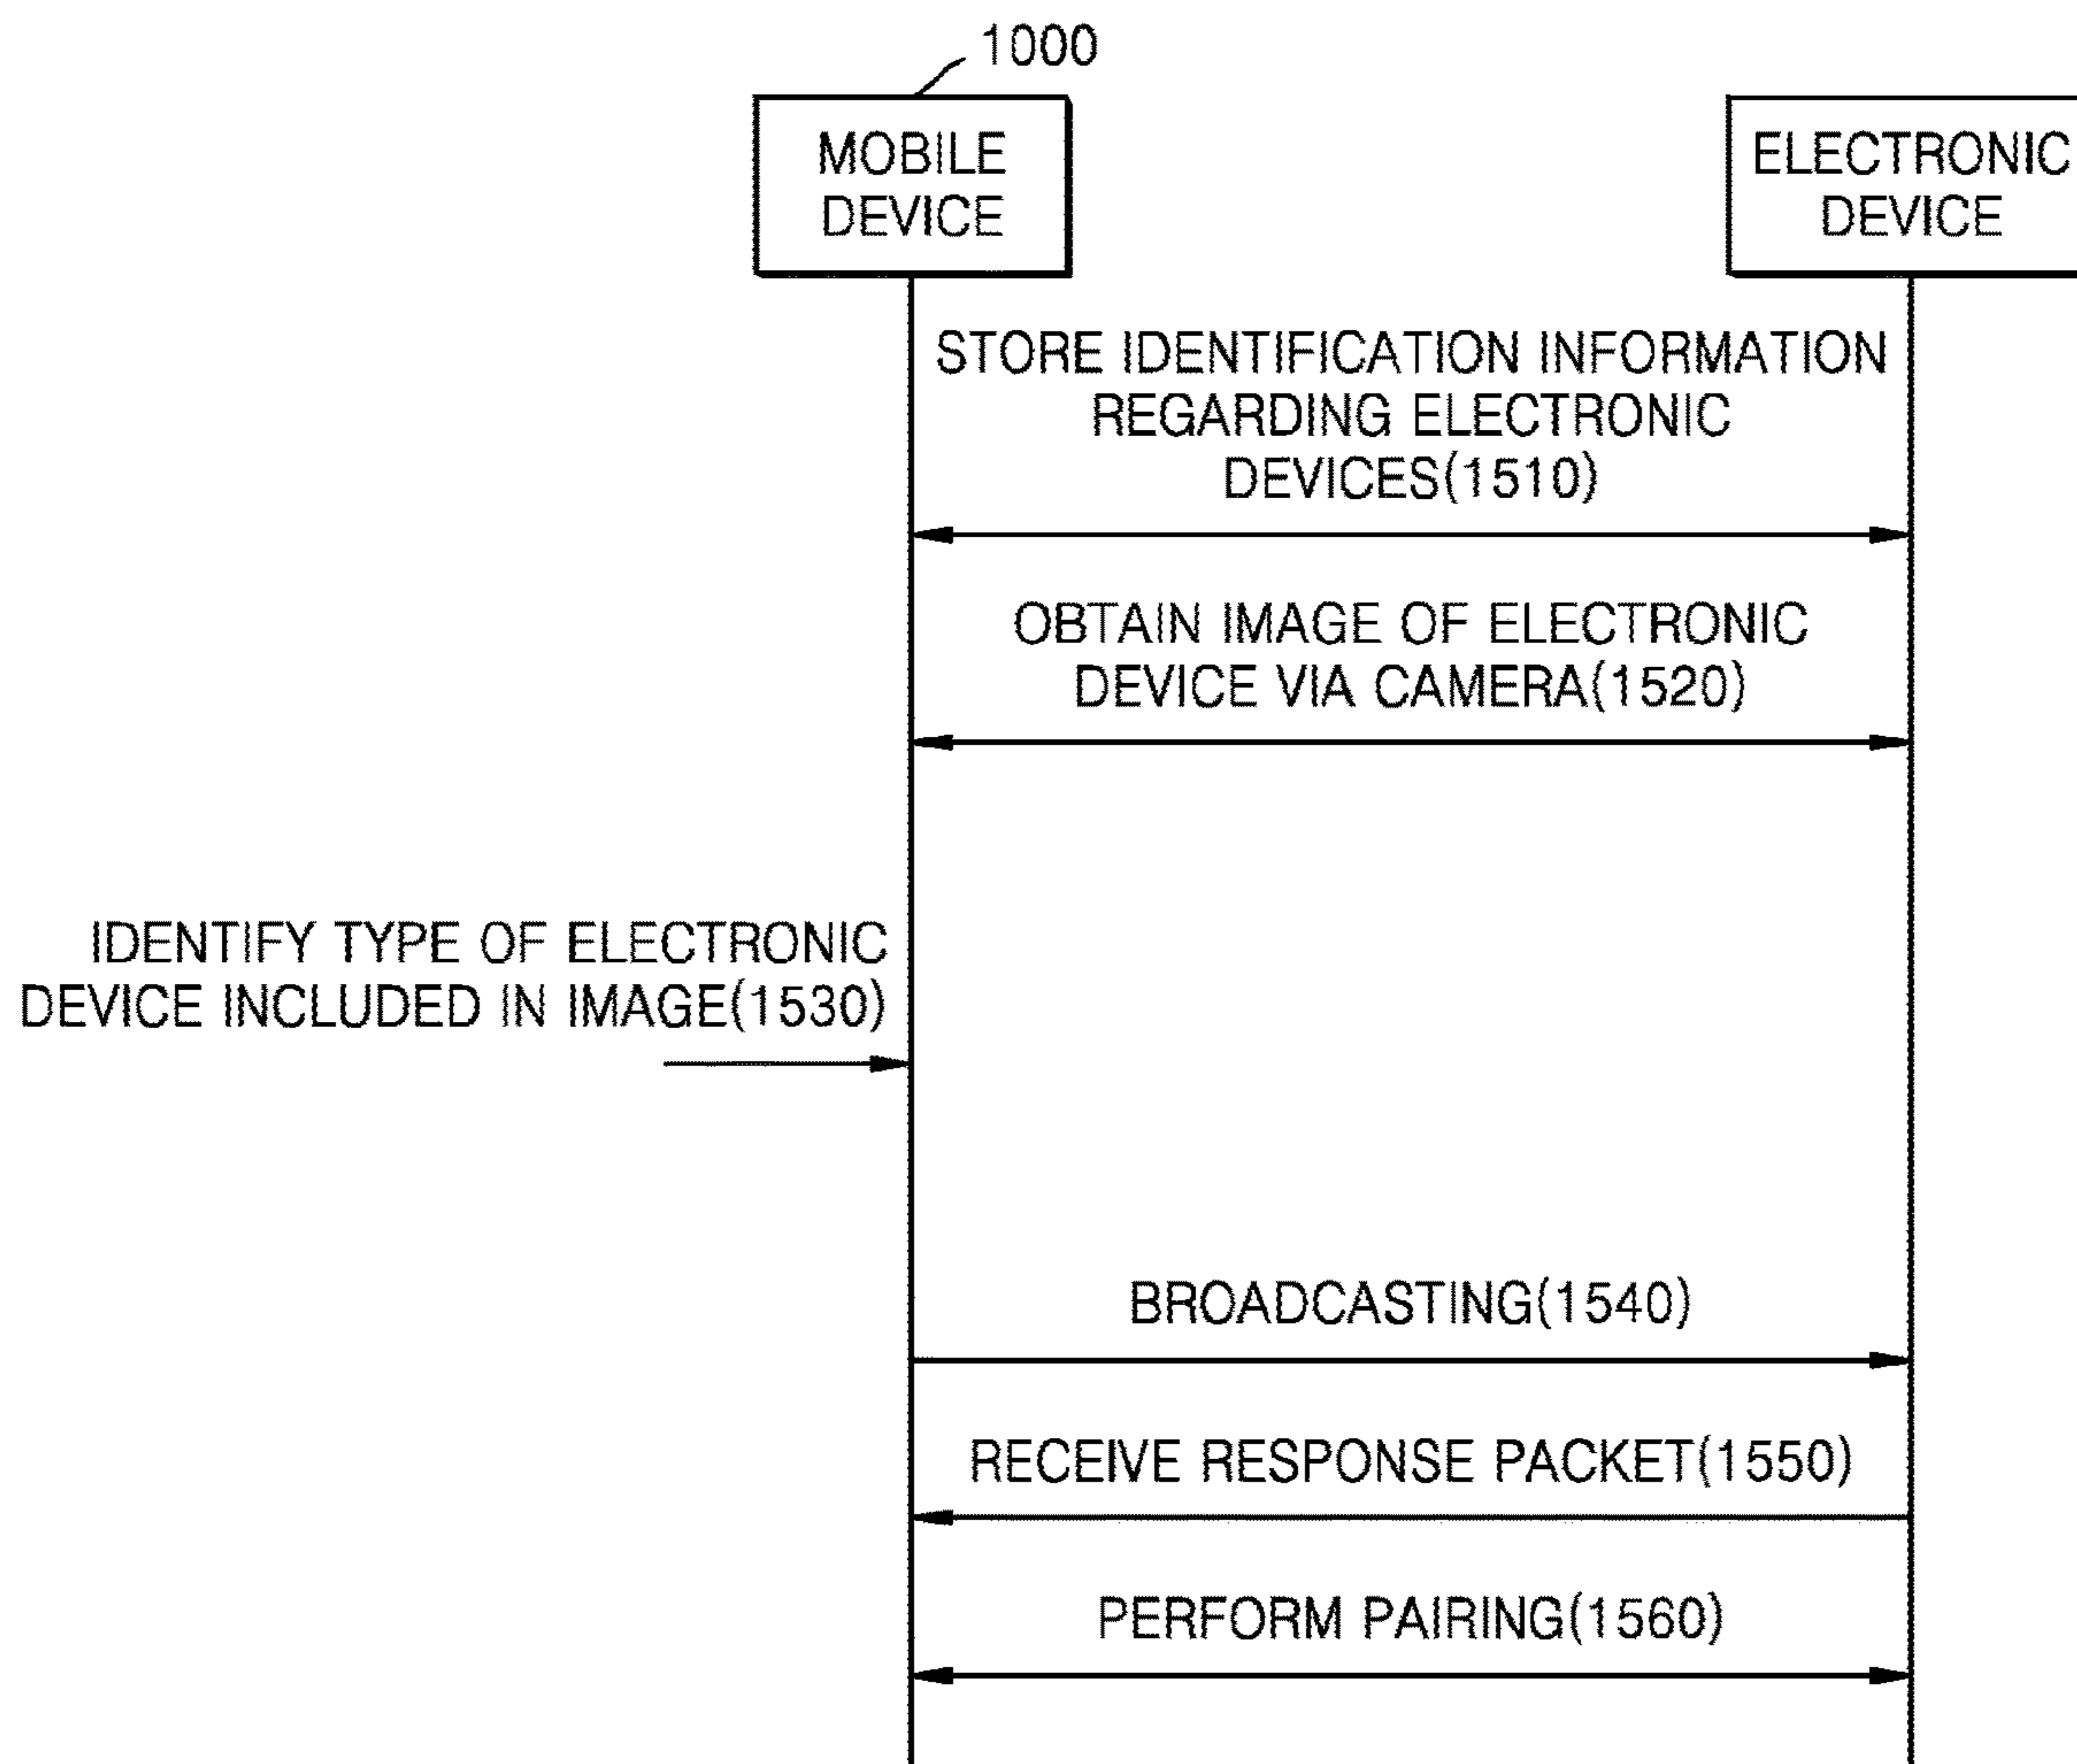 1000
MOBILE
DEVICE
ELECTRONIC
DEVICE
STORE IDENTIFICATION INFORMATION
REGARDING ELECTRONIC
DEVICES(1510)
OBTAIN IMAGE OF ELECTRONIC
DEVICE VIA CAMERA(1520)
IDENTIFY TYPE OF ELECTRONIC
DEVICE INCLUDED IN IMAGE(1530)
BROADCASTING(1540)
RECEIVE RESPONSE PACKET(1550)
PERFORM PAIRING(1560)